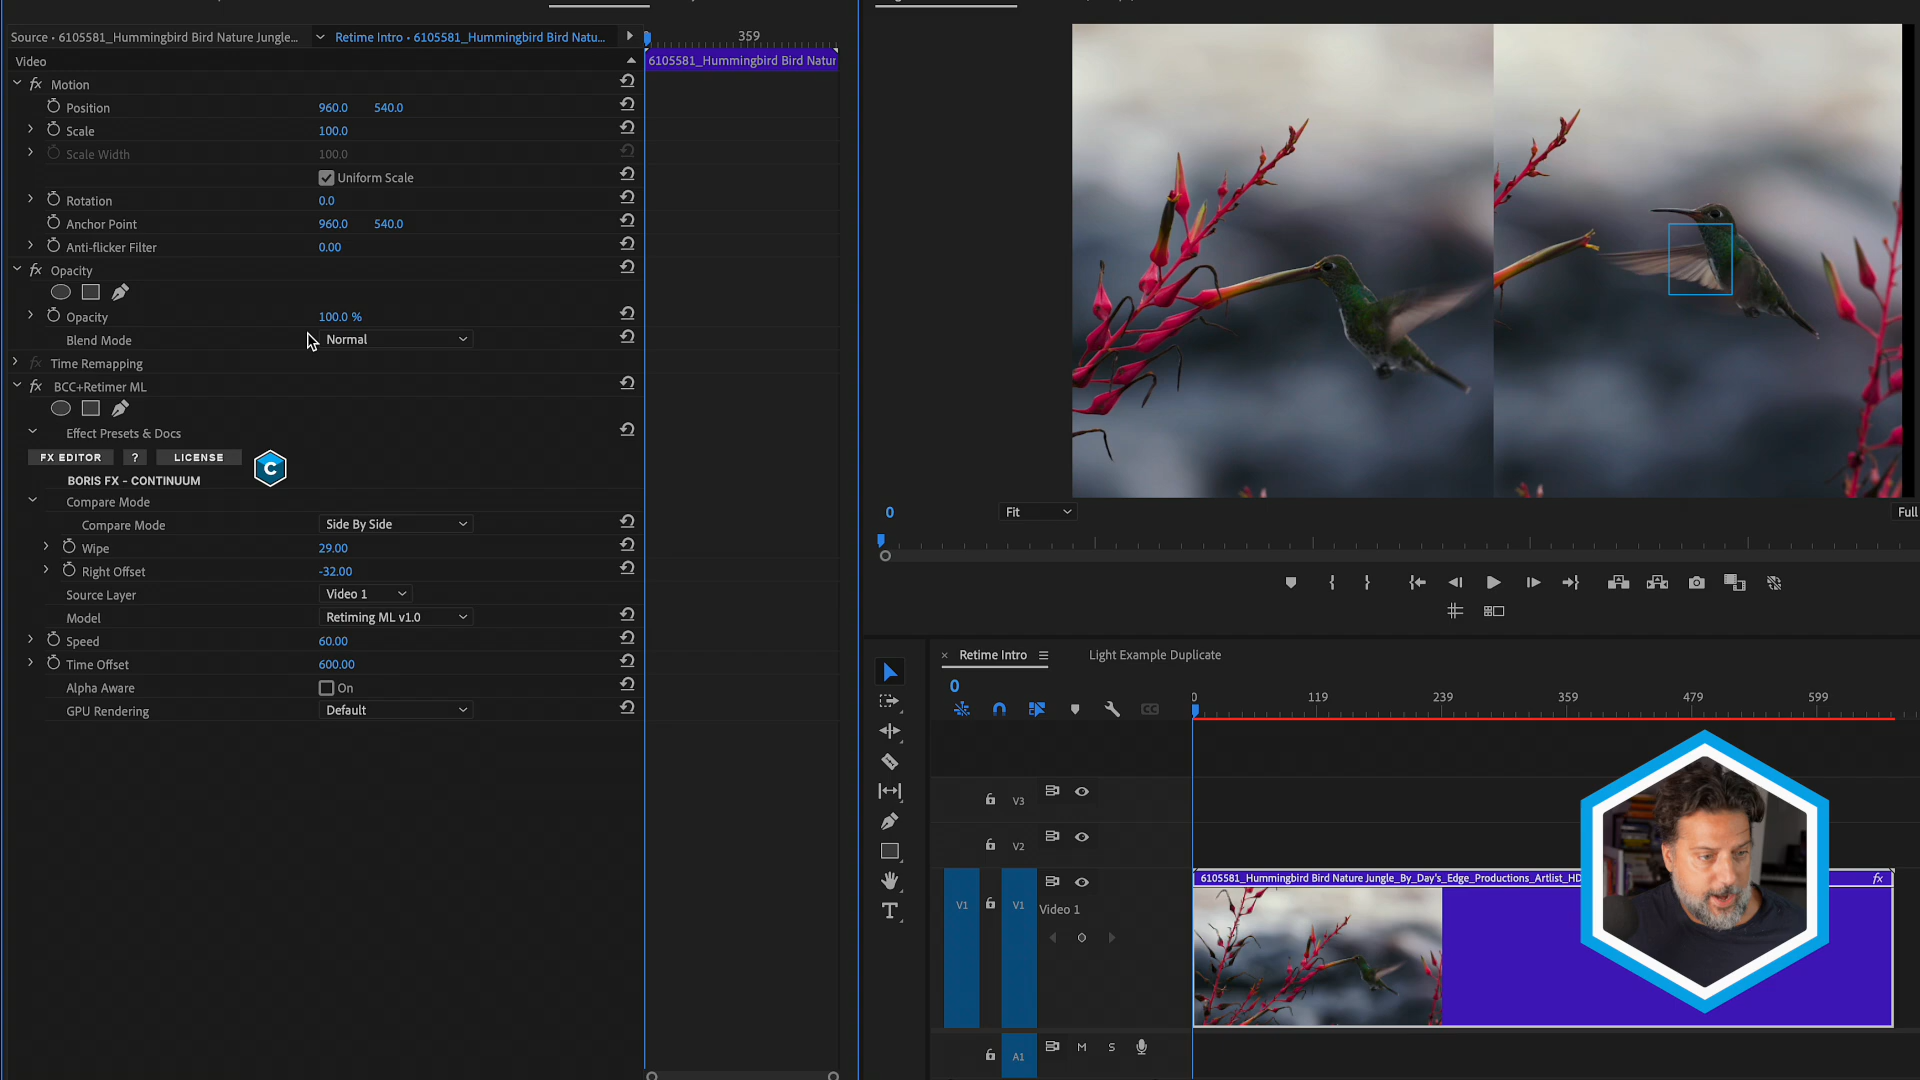 Source • 6105581_Hummingbird Bird Nature Jungle...
Retime Intro • 6105581_Hummingbird Bird Natu...
359
Video
6105581_Hummingbird Bird Natur
fx Motion
Position 960.0 540.0
Scale 100.0
Scale Width 100.0
Uniform Scale
Rotation 0.0
Anchor Point 960.0 540.0
Anti-flicker Filter 0.00
fx Opacity
Opacity 100.0 %
Blend Mode Normal
fx Time Remapping
fx BCC+Retimer ML
Effect Presets & Docs
FX EDITOR ? LICENSE C
BORIS FX - CONTINUUM
Compare Mode
Compare Mode Side By Side
Wipe 29.00
Right Offset -32.00
Source Layer Video 1
Model Retiming ML v1.0
Speed 60.00
Time Offset 600.00
Alpha Aware On
GPU Rendering Default
0 Fit Full
Retime Intro Light Example Duplicate
0
0 119 239 359 479 599
V3
V2
6105581_Hummingbird Bird Nature Jungle_By_Day's_Edge_Productions_Artlist_HD fx
V1 V1 Video 1
A1 M S
T